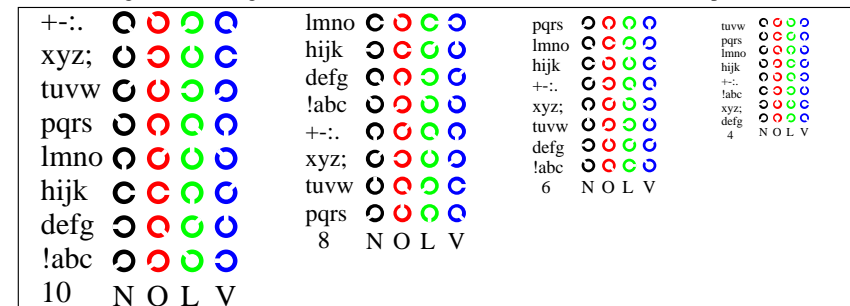 +-:.
xyz;
tuvw
pqrs
lmno
hijk
defg
!abc
10 N O L V
lmno
hijk
defg
!abc
+-:.
xyz;
tuvw
pqrs
8 N O L V
pqrs
lmno
hijk
+-:.
xyz;
tuvw
defg
!abc
6 N O L V
tuvw
pqrs
lmno
hijk
+-:.
!abc
xyz;
defg
4 N O L V